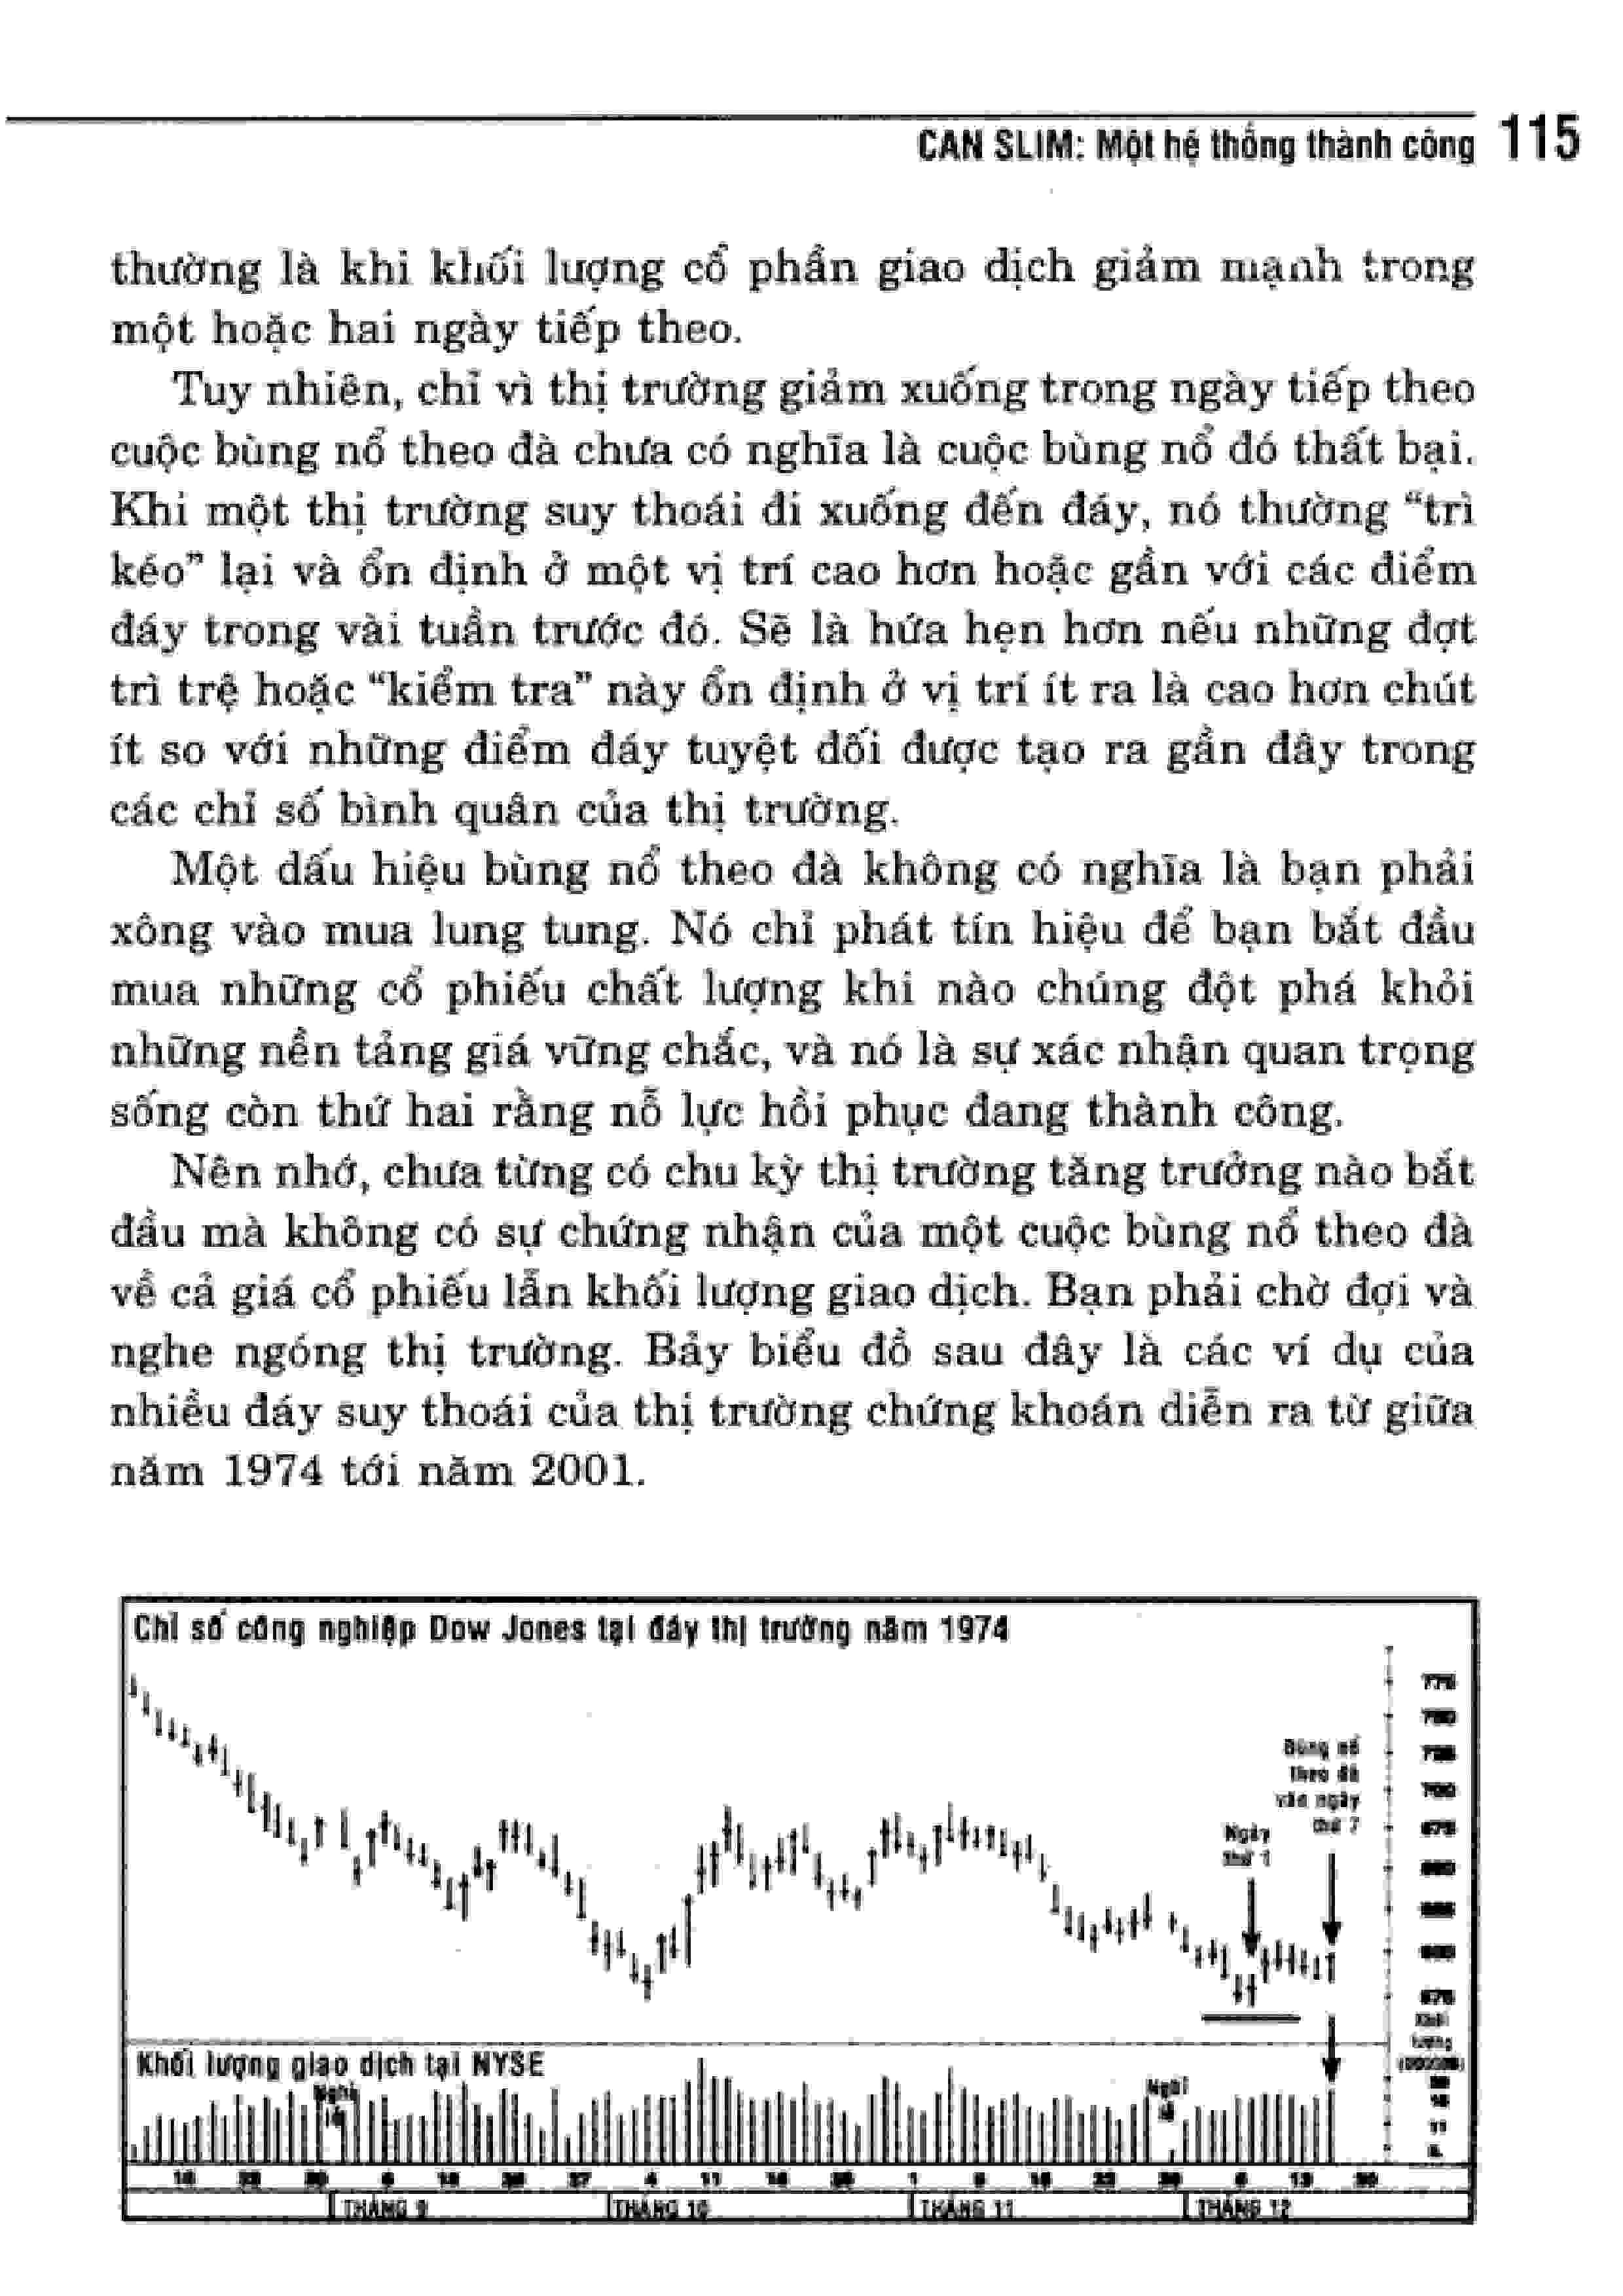 CAN SLIM: Một hệ thống thành công 115
thường là khi khối lượng cổ phần giao dịch giảm mạnh trong
một hoặc hai ngày tiếp theo.
Tuy nhiên, chỉ vì thị trường giảm xuống trong ngày tiếp theo
cuộc bùng nổ theo đà chưa có nghĩa là cuộc bùng nổ đó thất bại.
Khi một thị trường suy thoái đi xuống đến đáy, nó thường “trì
kéo” lại và ổn định ở một vị trí cao hơn hoặc gần với các điểm
đáy trong vài tuần trước đó. Sẽ là hứa hẹn hơn nếu những đợt
trì trệ hoặc “kiểm tra” này ổn định ở vị trí ít ra là cao hơn chút
ít so với những điểm đáy tuyệt đối được tạo ra gần đây trong
các chỉ số bình quân của thị trường.
Một dấu hiệu bùng nổ theo đà không có nghĩa là bạn phải
xông vào mua lung tung. Nó chỉ phát tín hiệu để bạn bắt đầu
mua những cổ phiếu chất lượng khi nào chúng đột phá khỏi
những nền tảng giá vững chắc, và nó là sự xác nhận quan trọng
sống còn thứ hai rằng nỗ lực hồi phục đang thành công.
Nên nhớ, chưa từng có chu kỳ thị trường tăng trưởng nào bắt
đầu mà không có sự chứng nhận của một cuộc bùng nổ theo đà
về cả giá cổ phiếu lẫn khối lượng giao dịch. Bạn phải chờ đợi và
nghe ngóng thị trường. Bảy biểu đồ sau đây là các ví dụ của
nhiều đáy suy thoái của thị trường chứng khoán diễn ra từ giữa
năm 1974 tới năm 2001.
Chỉ số công nghiệp Dow Jones tại đáy thị trường năm 1974
775
750
700
675
Bùng nổ
theo đà
vào ngày
thứ 7
Ngày
thứ 1
Khối
lượng
Khối lượng giao dịch tại NYSE
Nghỉ
lễ
Nghỉ
lễ
11
4 11 1 6 13
THÁNG 9 THÁNG 10 THÁNG 11 THÁNG 12